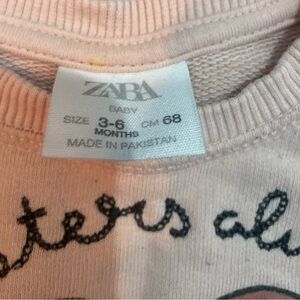 ZARA
BABY
SIZE 3-6 CM 68
MONTHS
MADE IN PAKISTAN